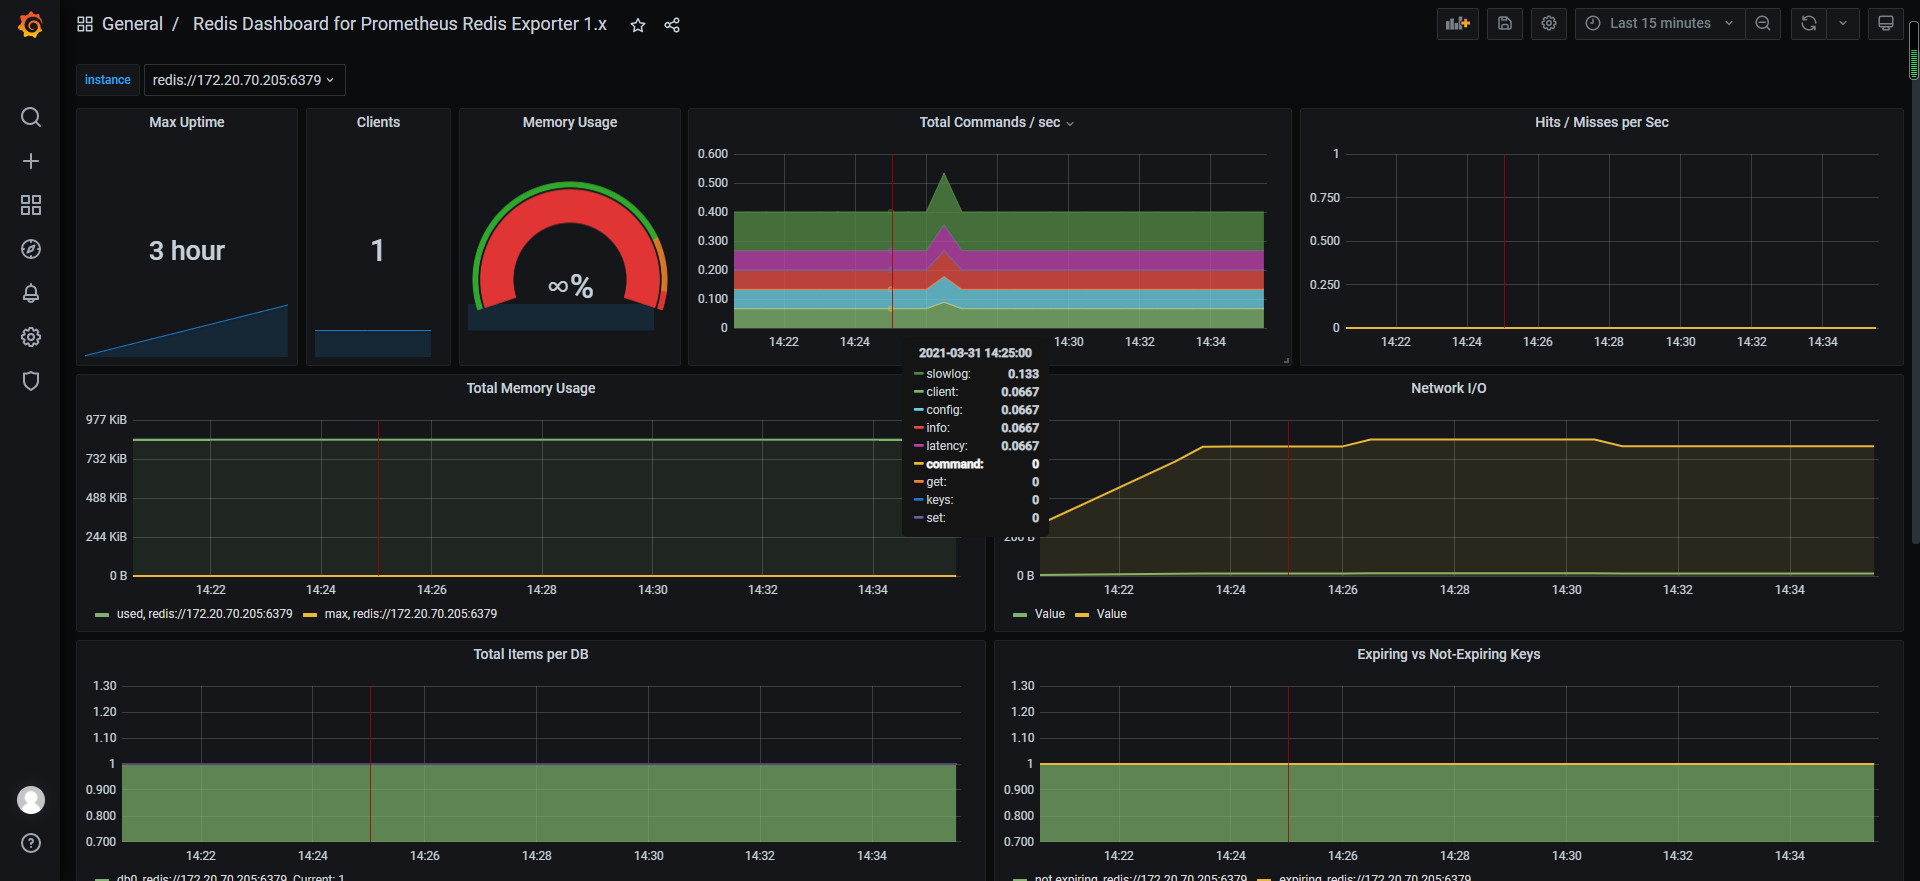 General / Redis Dashboard for Prometheus Redis Exporter 1.x
Last 15 minutes
instance redis://172.20.70.205:6379
Max Uptime
3 hour
Clients
1
Memory Usage
∞%
Total Commands / sec
0.600
0.500
0.400
0.300
0.200
0.100
0
14:22 14:24 14:30 14:32 14:34
Hits / Misses per Sec
1
0.750
0.500
0.250
0
14:22 14:24 14:26 14:28 14:30 14:32 14:34
2021-03-31 14:25:00
slowlog: 0.133
client: 0.0667
config: 0.0667
info: 0.0667
latency: 0.0667
command: 0
get: 0
keys: 0
set: 0
Total Memory Usage
977 KiB
732 KiB
488 KiB
244 KiB
0 B
14:22 14:24 14:26 14:28 14:30 14:32 14:34
used, redis://172.20.70.205:6379 max, redis://172.20.70.205:6379
Network I/O
0 B
14:22 14:24 14:26 14:28 14:30 14:32 14:34
Value Value
Total Items per DB
1.30
1.20
1.10
1
0.900
0.800
0.700
14:22 14:24 14:26 14:28 14:30 14:32 14:34
db0, redis://172.20.70.205:6379 Current: 1
Expiring vs Not-Expiring Keys
1.30
1.20
1.10
1
0.900
0.800
0.700
14:22 14:24 14:26 14:28 14:30 14:32 14:34
not expiring, redis://172.20.70.205:6379 expiring, redis://172.20.70.205:6379